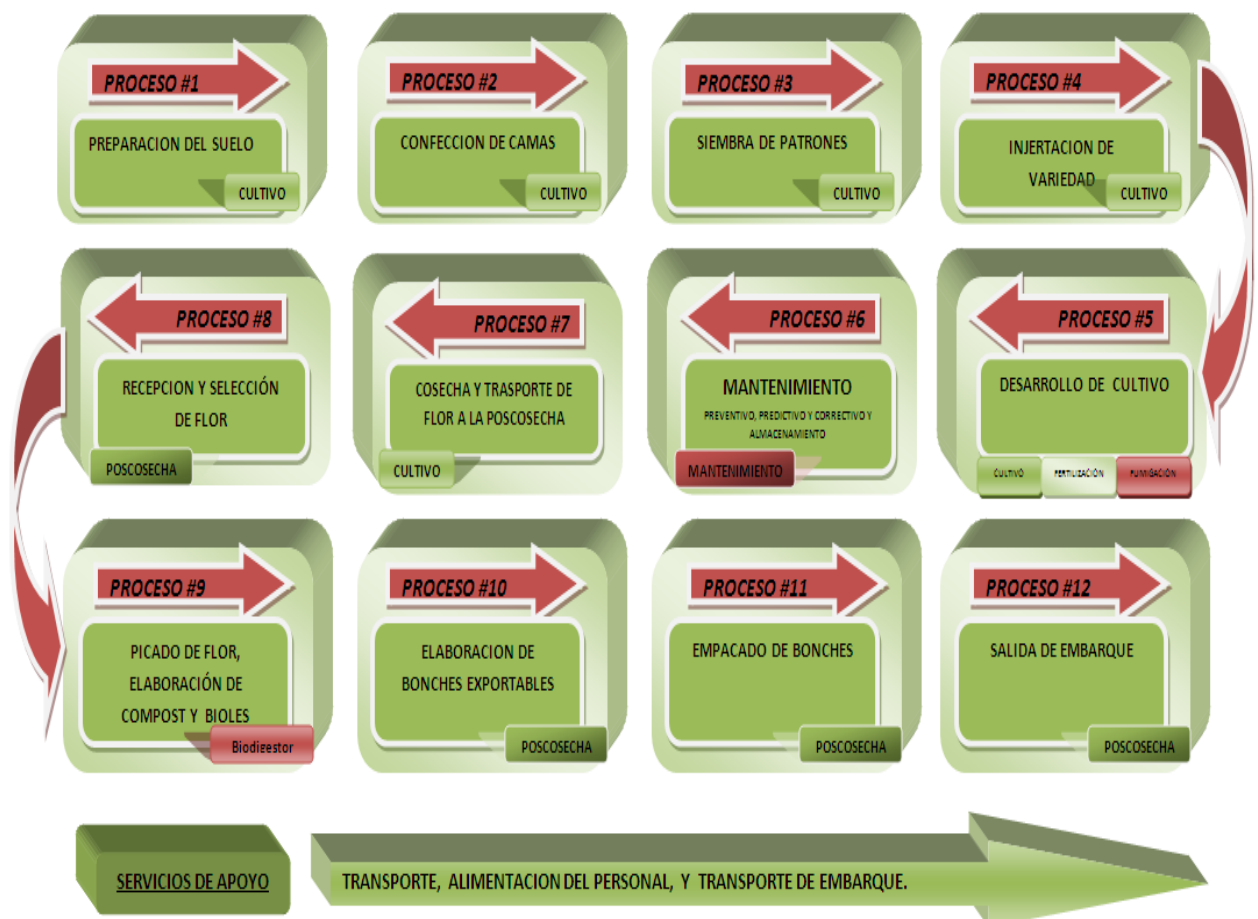 PROCESO #1
PREPARACION DEL SUELO
CULTIVO
PROCESO #2
CONFECCION DE CAMAS
CULTIVO
PROCESO #3
SIEMBRA DE PATRONES
CULTIVO
PROCESO #4
INJERTACION DE
VARIEDAD
CULTIVO
PROCESO #5
DESARROLLO DE CULTIVO
CULTIVO
FERTILIZACIÓN
FUMIGACIÓN
PROCESO #6
MANTENIMIENTO
PREVENTIVO, PREDICTIVO Y CORRECTIVO Y
ALMACENAMIENTO
MANTENIMIENTO
PROCESO #7
COSECHA Y TRASPORTE DE
FLOR A LA POSCOSECHA
CULTIVO
PROCESO #8
RECEPCION Y SELECCIÓN
DE FLOR
POSCOSECHA
PROCESO #9
PICADO DE FLOR,
ELABORACIÓN DE
COMPOST Y BIOLES
Biodigestor
PROCESO #10
ELABORACION DE
BONCHES EXPORTABLES
POSCOSECHA
PROCESO #11
EMPACADO DE BONCHES
POSCOSECHA
PROCESO #12
SALIDA DE EMBARQUE
POSCOSECHA
SERVICIOS DE APOYO
TRANSPORTE, ALIMENTACION DEL PERSONAL, Y TRANSPORTE DE EMBARQUE.